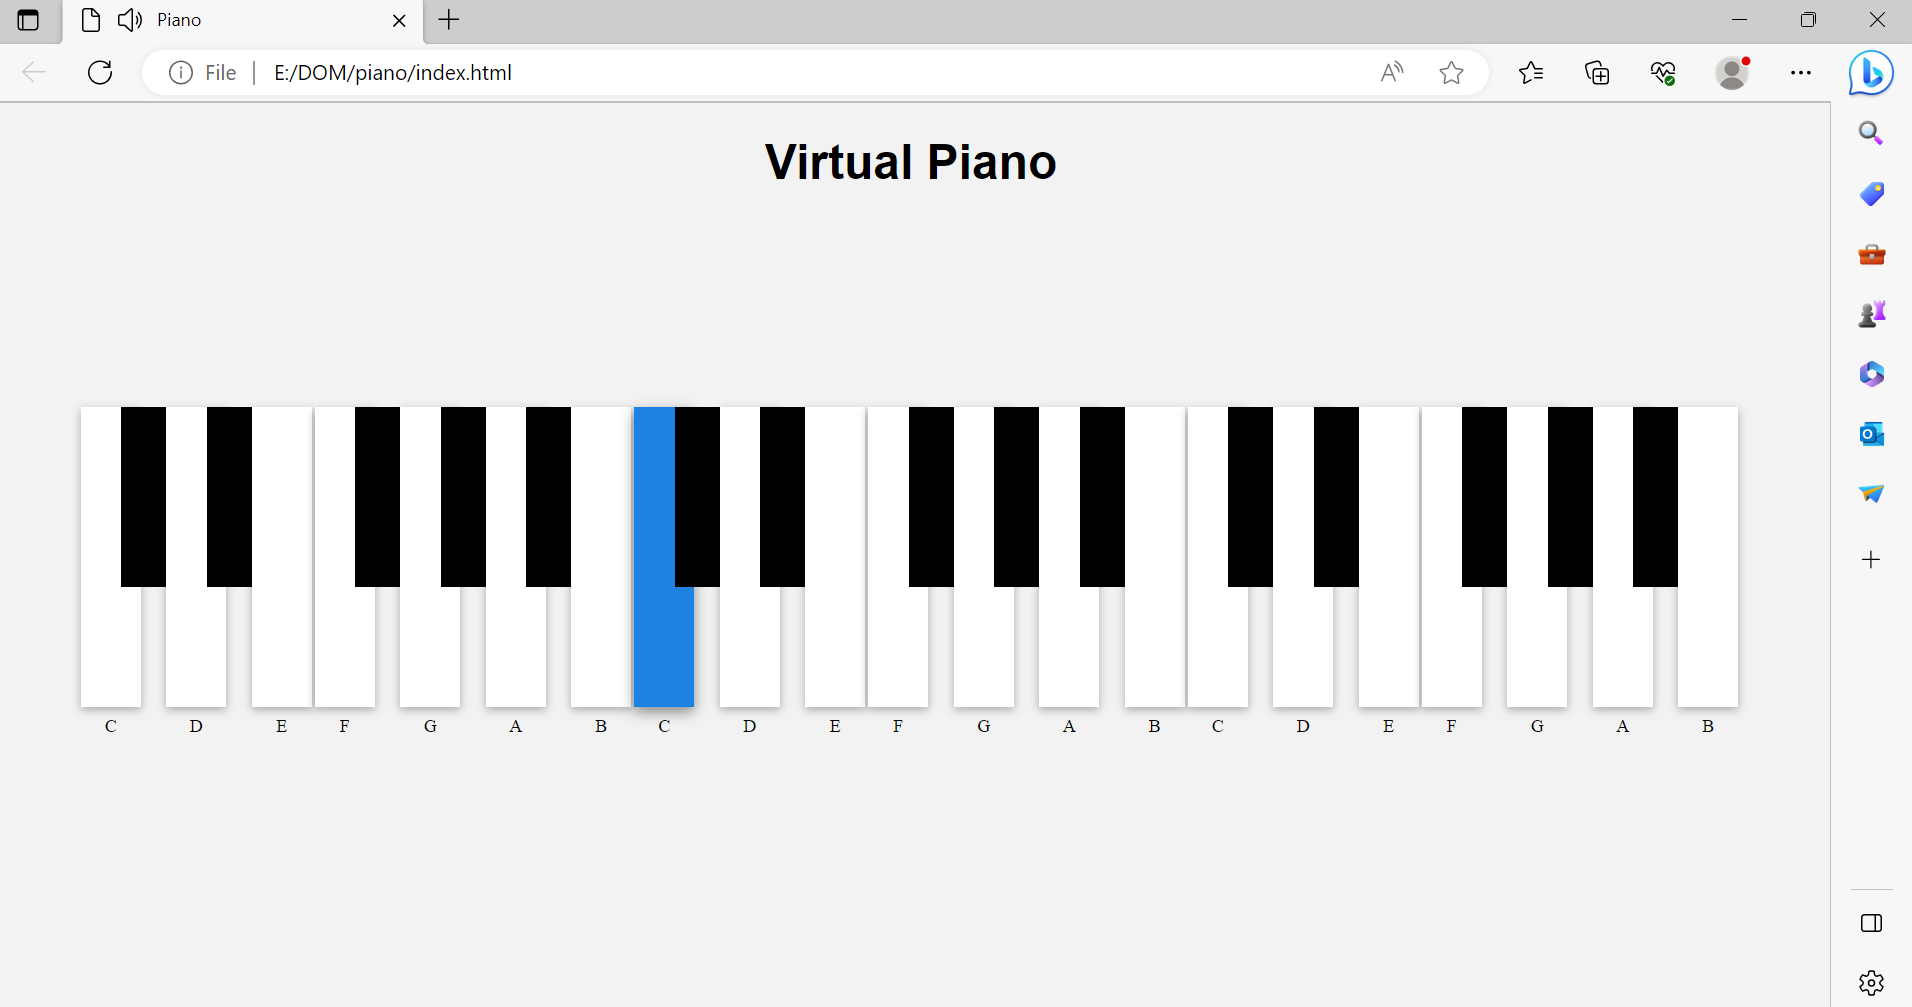 Piano
File E:/DOM/piano/index.html
Virtual Piano
C D E F G A B C D E F G A B C D E F G A B